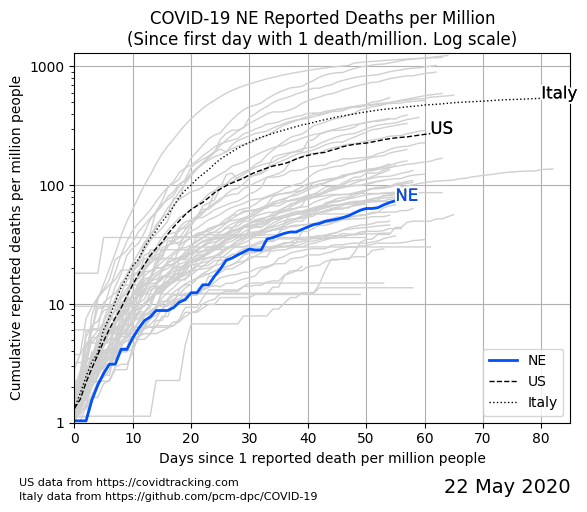 COVID-19 NE Reported Deaths per Million
(Since first day with 1 death/million. Log scale)
Cumulative reported deaths per million people
1000
100
10
1
Italy
US
NE
NE
US
Italy
0 10 20 30 40 50 60 70 80
Days since 1 reported death per million people
US data from https://covidtracking.com
Italy data from https://github.com/pcm-dpc/COVID-19
22 May 2020